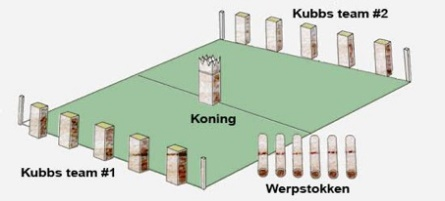 Kubbs team #2
Koning
Kubbs team #1
Werpstokken